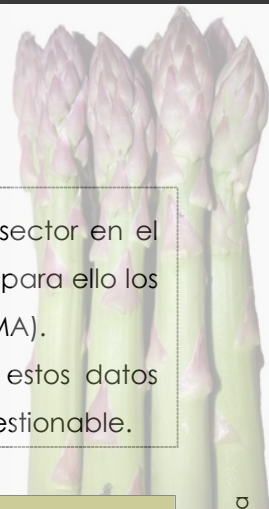 sector en el
para ello los
MA).
estos datos
estionable.
a